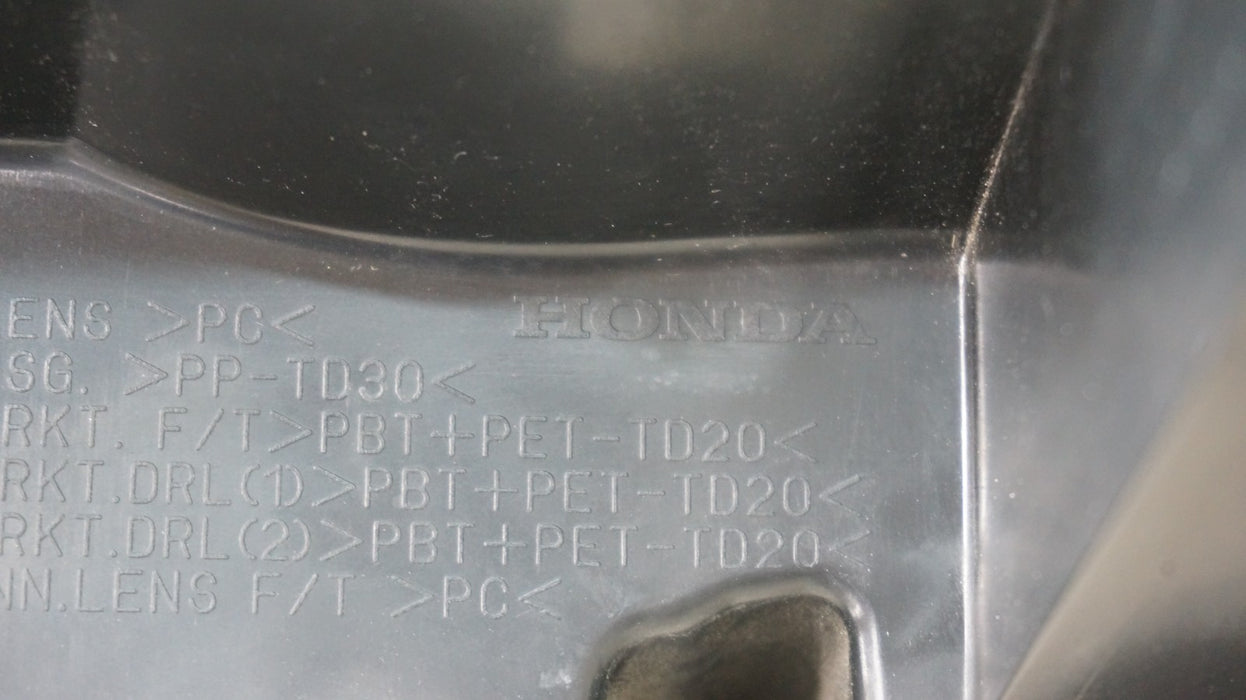 ENS >PC<
HONDA
SG. >PP-TD30<
RKT. F/T>PBT+PET-TD20<
RKT.DRL(1)>PBT+PET-TD20<
RKT.DRL(2)>PBT+PET-TD20<
NN.LENS F/T >PC<